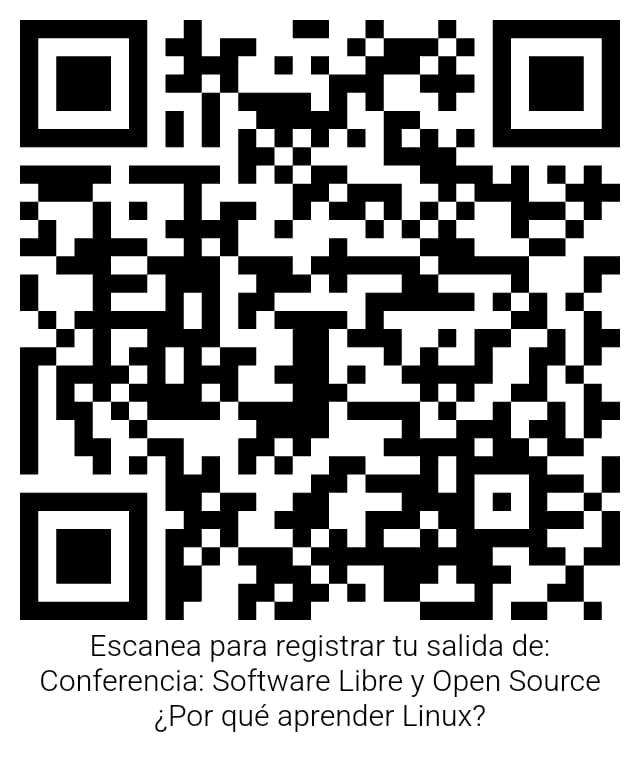 Escanea para registrar tu salida de:
Conferencia: Software Libre y Open Source
¿Por qué aprender Linux?